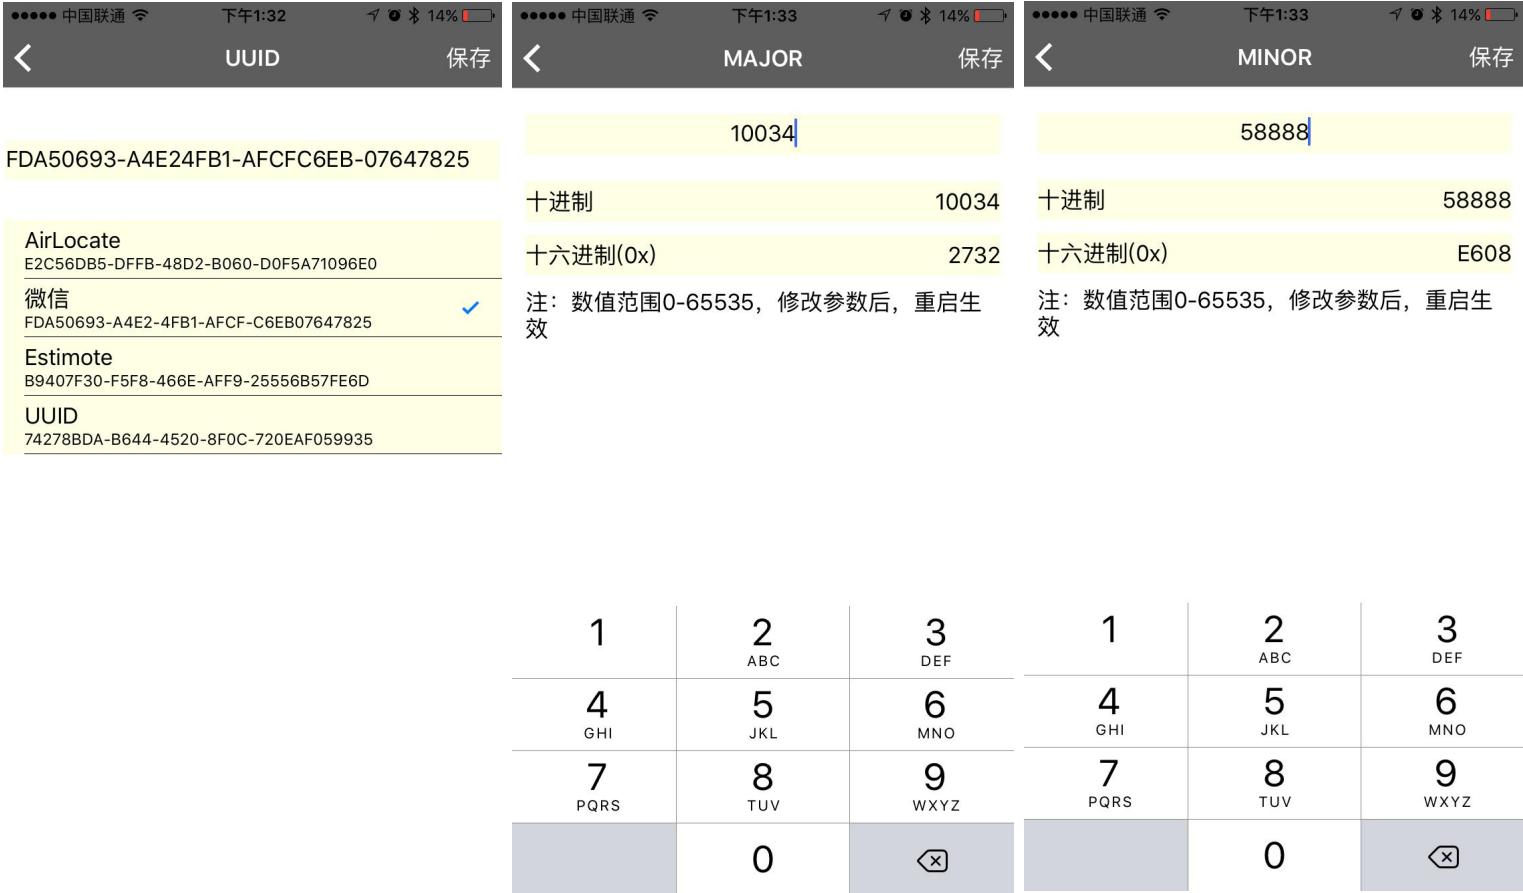 中国联通 下午1:32 14%
UUID 保存
FDA50693-A4E24FB1-AFCFC6EB-07647825
AirLocate
E2C56DB5-DFFB-48D2-B060-D0F5A71096E0
微信
FDA50693-A4E2-4FB1-AFCF-C6EB07647825
Estimote
B9407F30-F5F8-466E-AFF9-25556B57FE6D
UUID
74278BDA-B644-4520-8F0C-720EAF059935
中国联通 下午1:33 14%
MAJOR 保存
10034
十进制 10034
十六进制(0x) 2732
注：数值范围0-65535，修改参数后，重启生
效
1 2 3
ABC DEF
4 5 6
GHI JKL MNO
7 8 9
PQRS TUV WXYZ
0
中国联通 下午1:33 14%
MINOR 保存
58888
十进制 58888
十六进制(0x) E608
注：数值范围0-65535，修改参数后，重启生
效
1 2 3
ABC DEF
4 5 6
GHI JKL MNO
7 8 9
PQRS TUV WXYZ
0